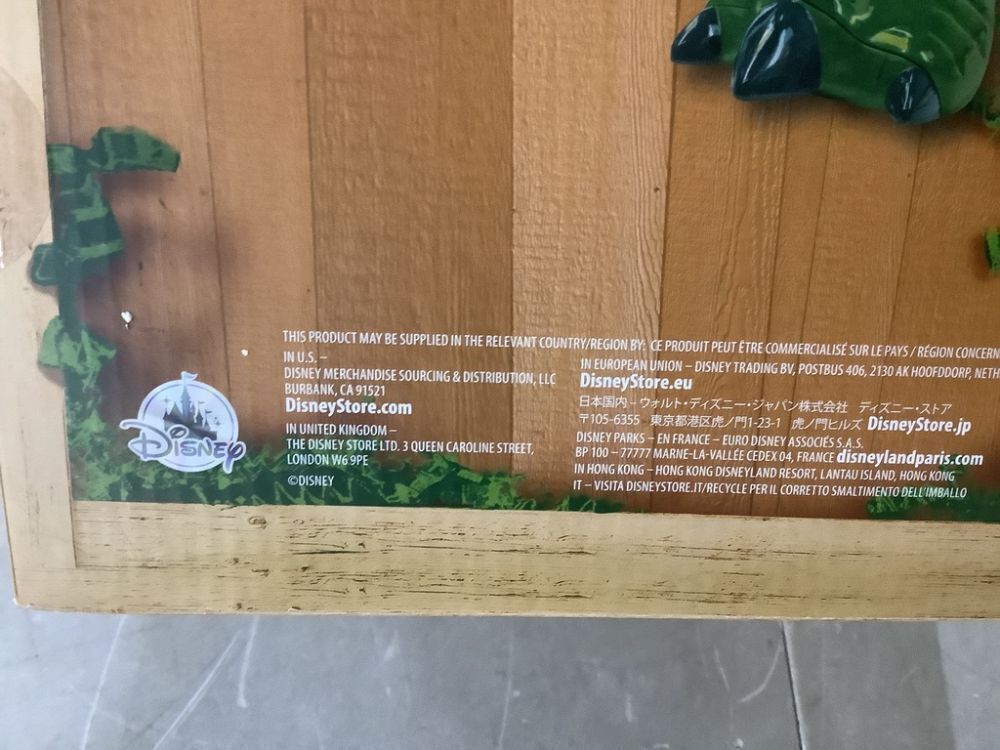 THIS PRODUCT MAY BE SUPPLIED IN THE RELEVANT COUNTRY/REGION BY: CE PRODUIT PEUT ÊTRE COMMERCIALISÉ SUR LE PAYS / RÉGION
IN U.S. –
DISNEY MERCHANDISE SOURCING & DISTRIBUTION, LLC
BURBANK, CA 91521
DisneyStore.com
IN UNITED KINGDOM –
THE DISNEY STORE LTD. 3 QUEEN CAROLINE STREET,
LONDON W6 9PE
©DISNEY
IN EUROPEAN UNION – DISNEY TRADING BV, POSTBUS 406, 2130 AK HOOFDDORP,
DisneyStore.eu
日本国内 – ウォルト・ディズニー・ジャパン株式会社 ディズニー・ストア
〒105-6355 東京都港区虎ノ門1-23-1 虎ノ門ヒルズ DisneyStore.jp
DISNEY PARKS – EN FRANCE – EURO DISNEY ASSOCIÉS S.A.S.
BP 100 – 77777 MARNE-LA-VALLÉE CEDEX 04, FRANCE disneylandparis.com
IN HONG KONG – HONG KONG DISNEYLAND RESORT, LANTAU ISLAND, HONG KONG
IT – VISITA DISNEYSTORE.IT/RECYCLE PER IL CORRETTO SMALTIMENTO DELL'IMBALLO
Disney